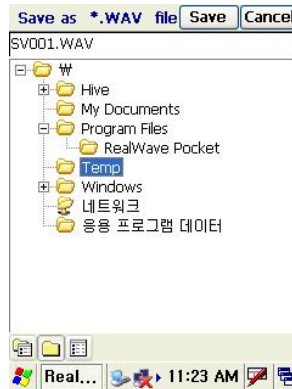 Save as *.WAV file Save Cancel
SV001.WAV
₩
Hive
My Documents
Program Files
RealWave Pocket
Temp
Windows
네트워크
응용 프로그램 데이터
Real... 11:23 AM